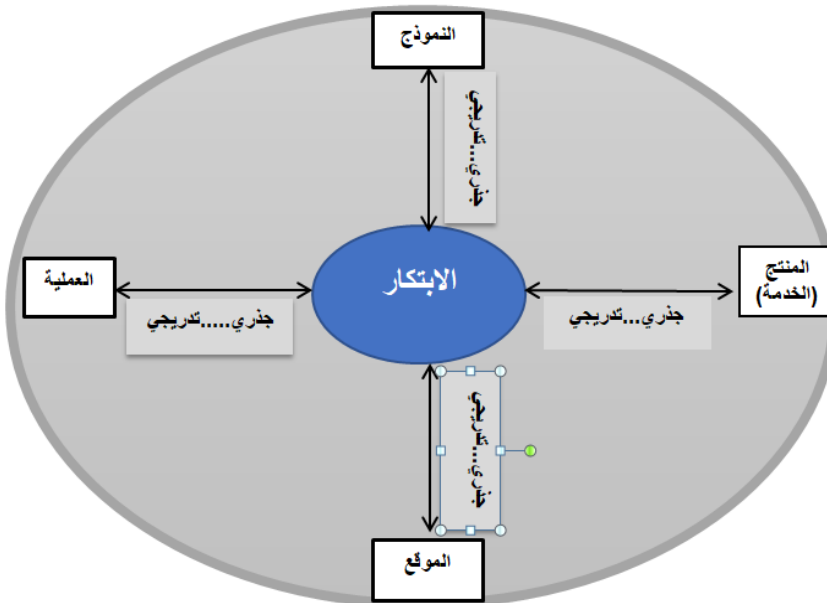 النموذج
جذري...تدريجي
الابتكار
المنتج
(الخدمة)
جذري...تدريجي
العملية
جذري.....تدريجي
جذري...تدريجي
الموقع